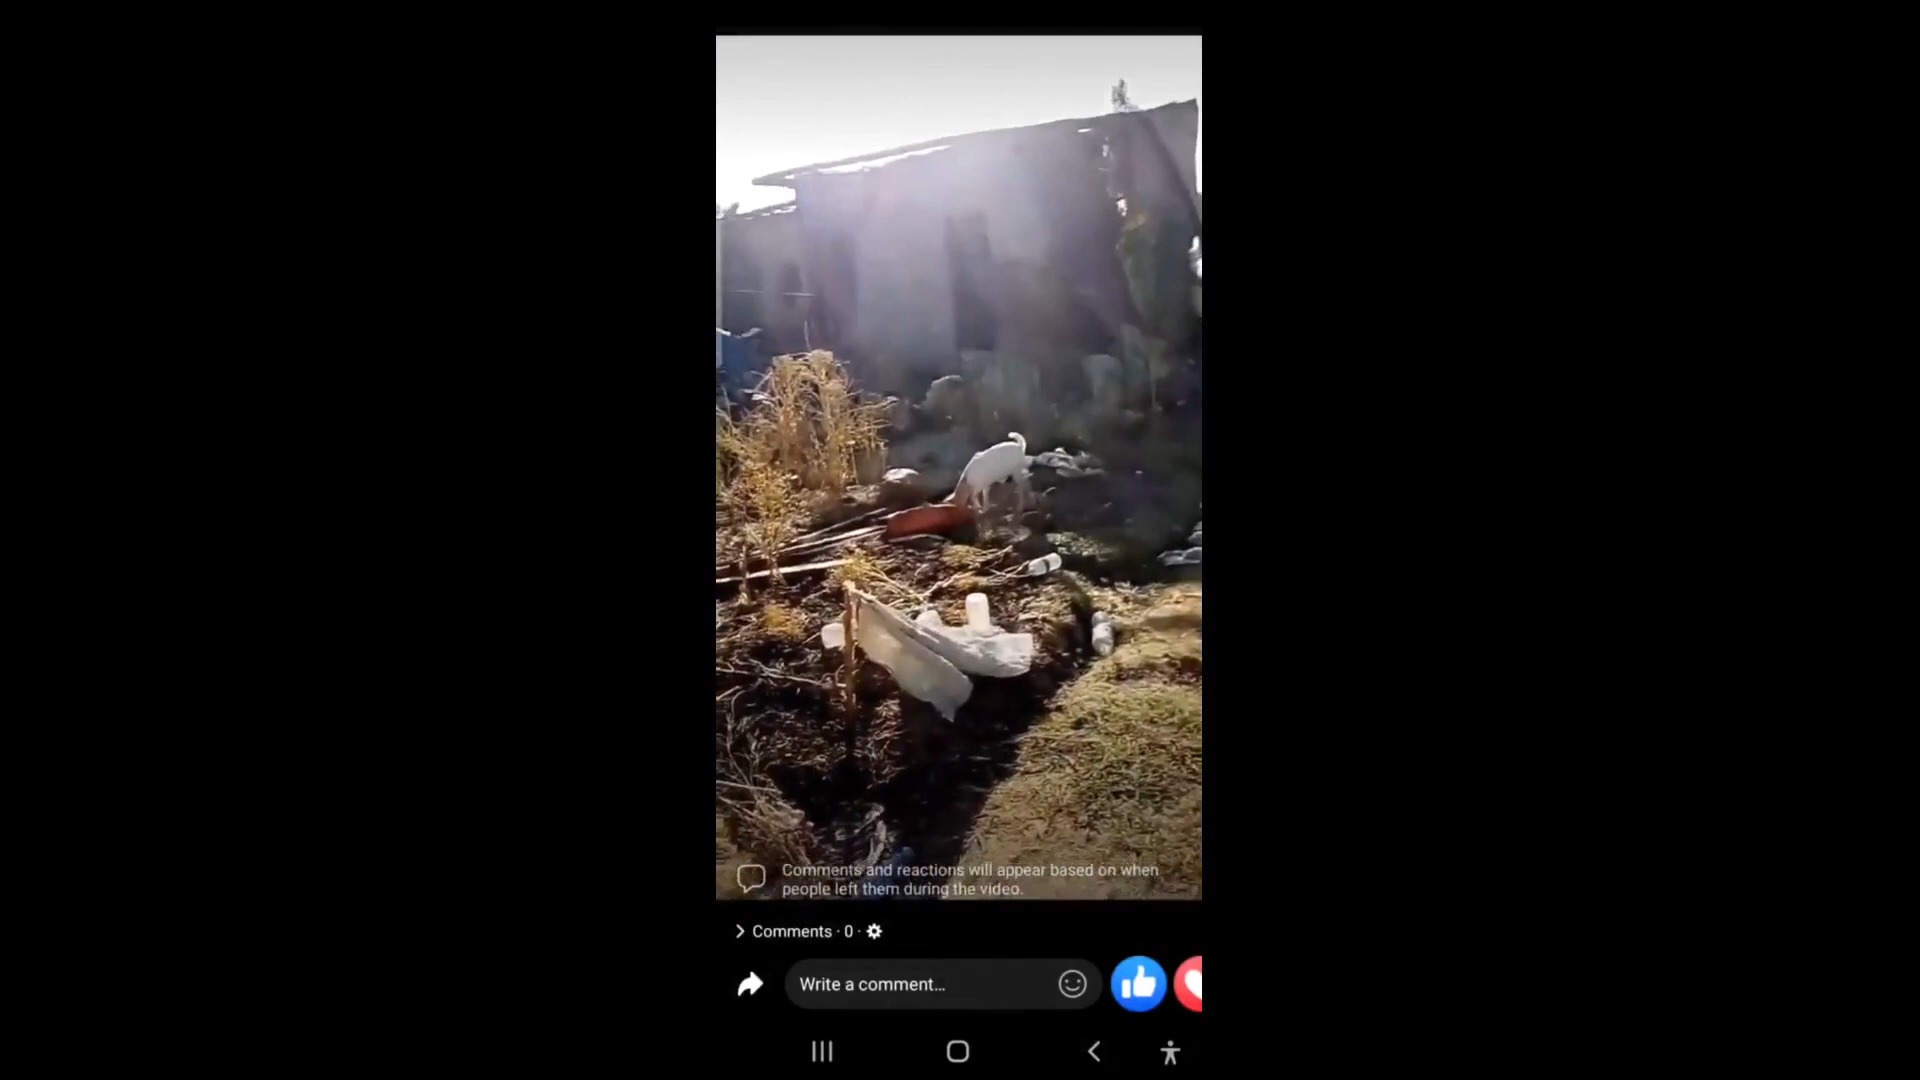 Comments and reactions will appear based on when
people left them during the video.
Comments · 0 ·
Write a comment...